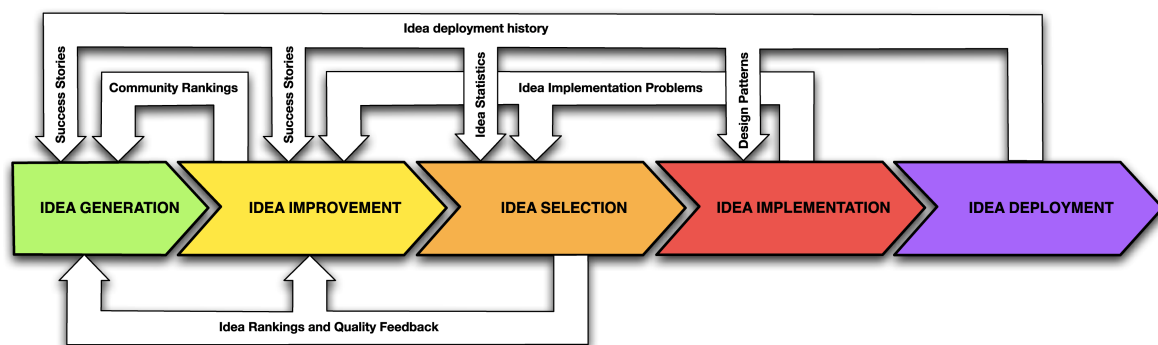 Idea deployment history
Success Stories
Community Rankings
Success Stories
Idea Statistics
Idea Implementation Problems
Design Patterns
IDEA GENERATION
IDEA IMPROVEMENT
IDEA SELECTION
IDEA IMPLEMENTATION
IDEA DEPLOYMENT
Idea Rankings and Quality Feedback